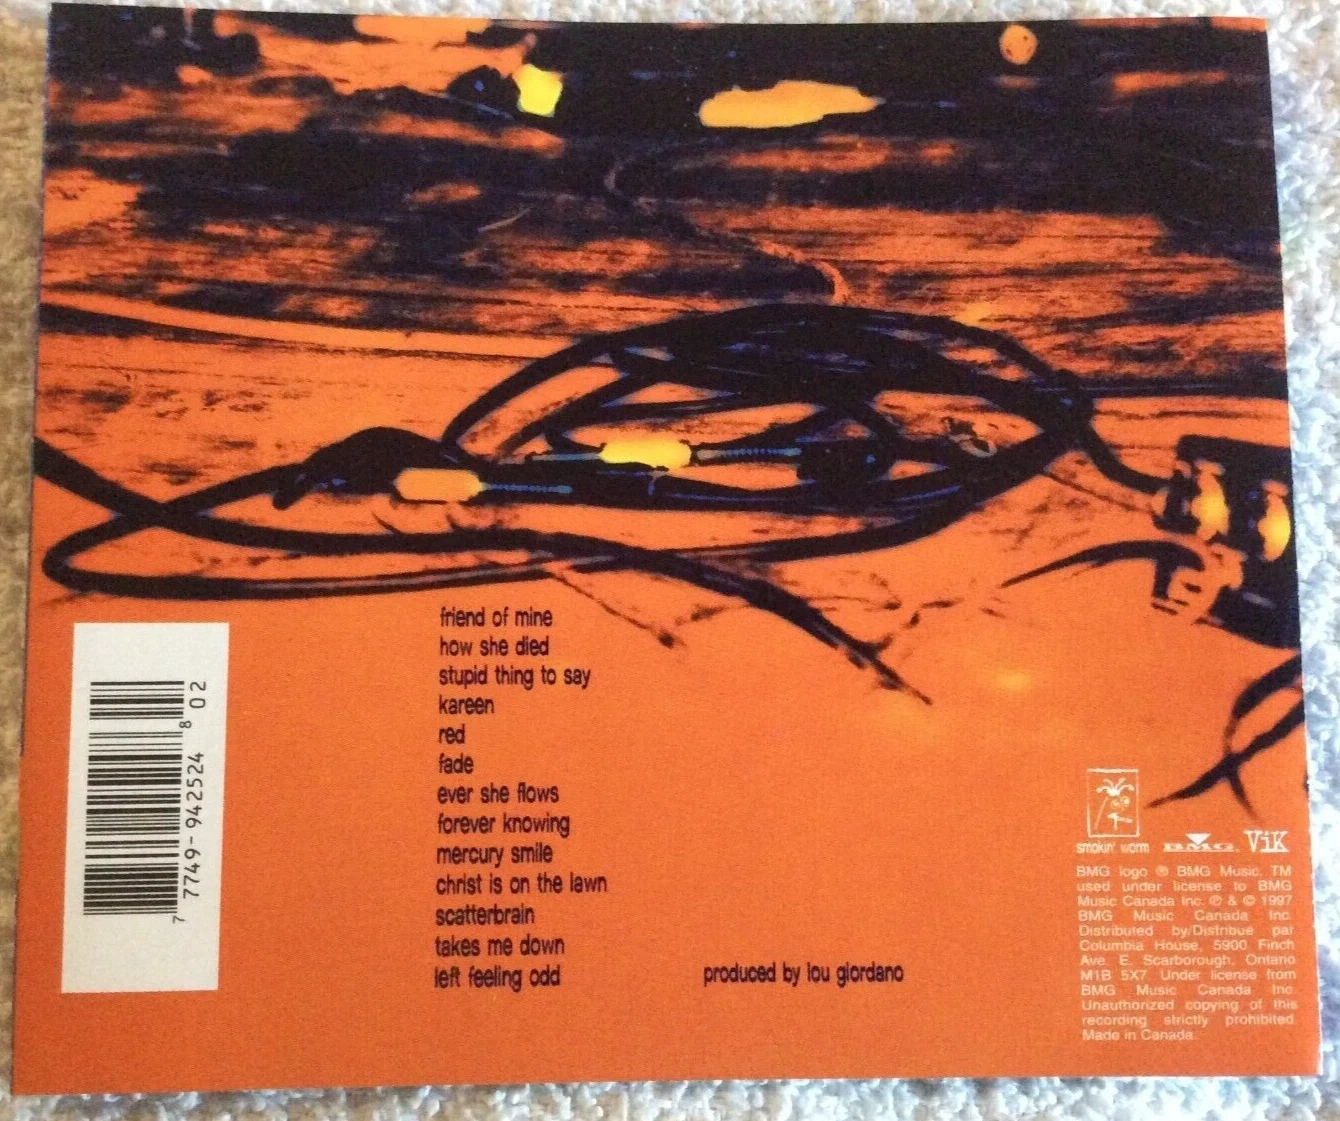 friend of mine
how she died
stupid thing to say
kareen
red
fade
ever she flows
forever knowing
mercury smile
christ is on the lawn
scatterbrain
takes me down
left feeling odd
produced by lou giordano
7 7749-942524 8 02
smokin' worm BMG. ViK
BMG logo ® BMG Music. TM
used under license to BMG
Music Canada Inc. ℗ & © 1997
BMG Music Canada Inc.
Distributed by/Distribue par
Columbia House, 5900 Finch
Ave. E. Scarborough, Ontario
M1B 5X7. Under license from
BMG Music Canada Inc.
Unauthorized copying of this
recording strictly prohibited.
Made in Canada.